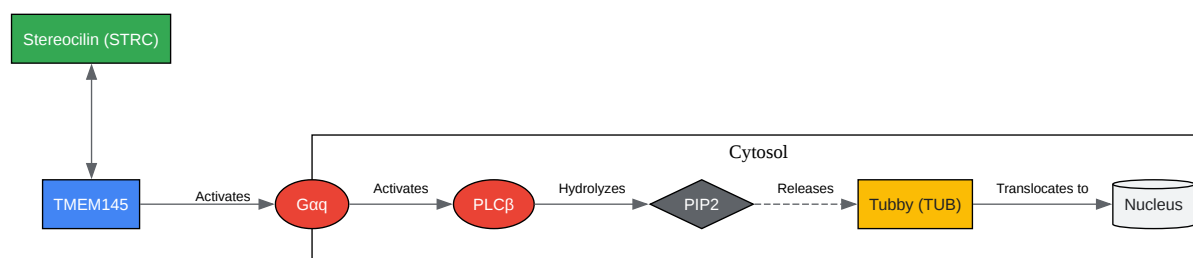 Stereocilin (STRC)
Cytosol
TMEM145
Activates
Gαq
Activates
PLCβ
Hydrolyzes
PIP2
Releases
Tubby (TUB)
Translocates to
Nucleus